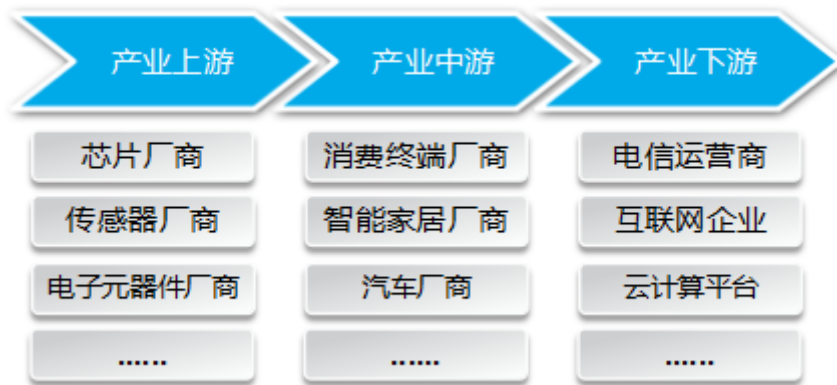 产业上游
产业中游
产业下游
芯片厂商
消费终端厂商
电信运营商
传感器厂商
智能家居厂商
互联网企业
电子元器件厂商
汽车厂商
云计算平台
......
......
......